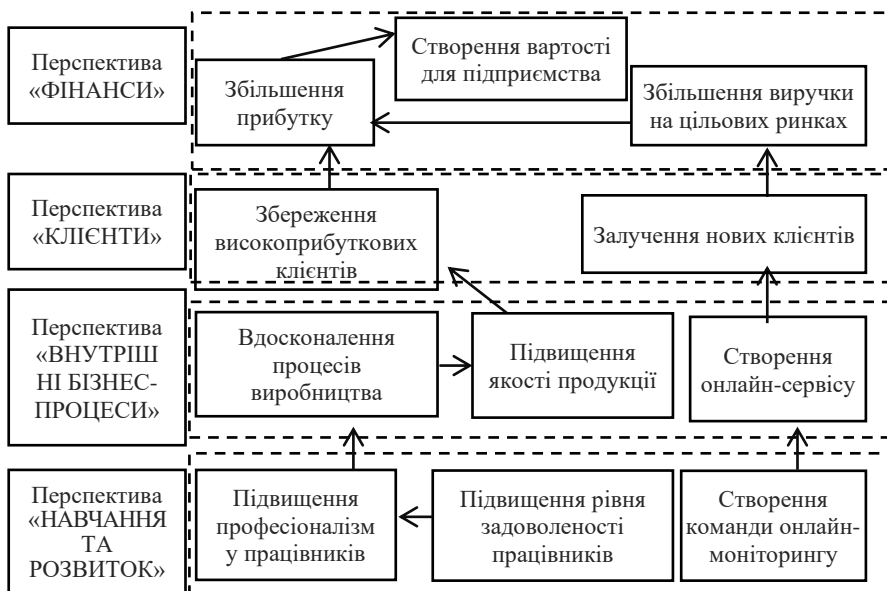 Перспектива
«ФІНАНСИ»
Збільшення
прибутку
Створення вартості
для підприємства
Збільшення виручки
на цільових ринках
Перспектива
«КЛІЄНТИ»
Збереження
високоприбуткових
клієнтів
Залучення нових клієнтів
Перспектива
«ВНУТРІШ
НІ БІЗНЕС-
ПРОЦЕСИ»
Вдосконалення
процесів
виробництва
Підвищення
якості продукції
Створення
онлайн-сервісу
Перспектива
«НАВЧАННЯ
ТА
РОЗВИТОК»
Підвищення
професіоналізм
у працівників
Підвищення рівня
задоволеності
працівників
Створення
команди онлайн-
моніторингу